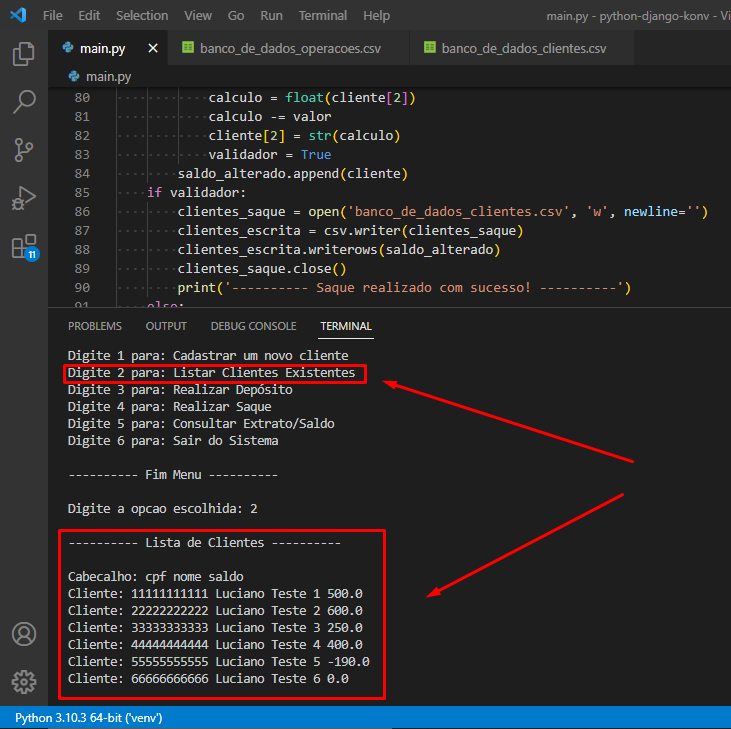 File Edit Selection View Go Run Terminal Help main.py - python-django-konv - Vi
main.py banco_de_dados_operacoes.csv banco_de_dados_clientes.csv
main.py
80 calculo = float(cliente[2])
81 calculo -= valor
82 cliente[2] = str(calculo)
83 validador = True
84 saldo_alterado.append(cliente)
85 if validador:
86 clientes_saque = open('banco_de_dados_clientes.csv', 'w', newline='')
87 clientes_escrita = csv.writer(clientes_saque)
88 clientes_escrita.writerows(saldo_alterado)
89 clientes_saque.close()
90 print('---------- Saque realizado com sucesso! ----------')
91 else:
11
PROBLEMS OUTPUT DEBUG CONSOLE TERMINAL
Digite 1 para: Cadastrar um novo cliente
Digite 2 para: Listar Clientes Existentes
Digite 3 para: Realizar Depósito
Digite 4 para: Realizar Saque
Digite 5 para: Consultar Extrato/Saldo
Digite 6 para: Sair do Sistema
---------- Fim Menu ----------
Digite a opcao escolhida: 2
---------- Lista de Clientes ----------
Cabecalho: cpf nome saldo
Cliente: 11111111111 Luciano Teste 1 500.0
Cliente: 22222222222 Luciano Teste 2 600.0
Cliente: 33333333333 Luciano Teste 3 250.0
Cliente: 44444444444 Luciano Teste 4 400.0
Cliente: 55555555555 Luciano Teste 5 -190.0
Cliente: 66666666666 Luciano Teste 6 0.0
Python 3.10.3 64-bit ('venv')